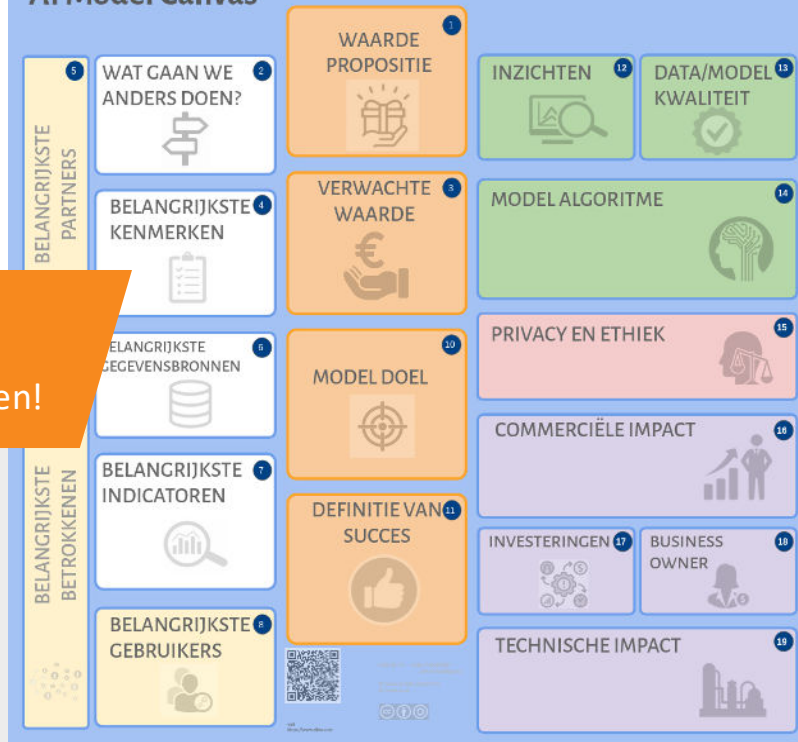 AI Model Canvas
1
WAARDE
PROPOSITIE
5
BELANGRIJKSTE
PARTNERS
2
WAT GAAN WE
ANDERS DOEN?
12
INZICHTEN
13
DATA/MODEL
KWALITEIT
4
BELANGRIJKSTE
KENMERKEN
3
VERWACHTE
WAARDE
€
14
MODEL ALGORITME
en!
6
ELANGRIJKSTE
GEGEVENSBRONNEN
10
MODEL DOEL
15
PRIVACY EN ETHIEK
16
COMMERCIËLE IMPACT
BELANGRIJKSTE
BETROKKENEN
7
BELANGRIJKSTE
INDICATOREN
11
DEFINITIE VAN
SUCCES
17
INVESTERINGEN
18
BUSINESS
OWNER
8
BELANGRIJKSTE
GEBRUIKERS
19
TECHNISCHE IMPACT